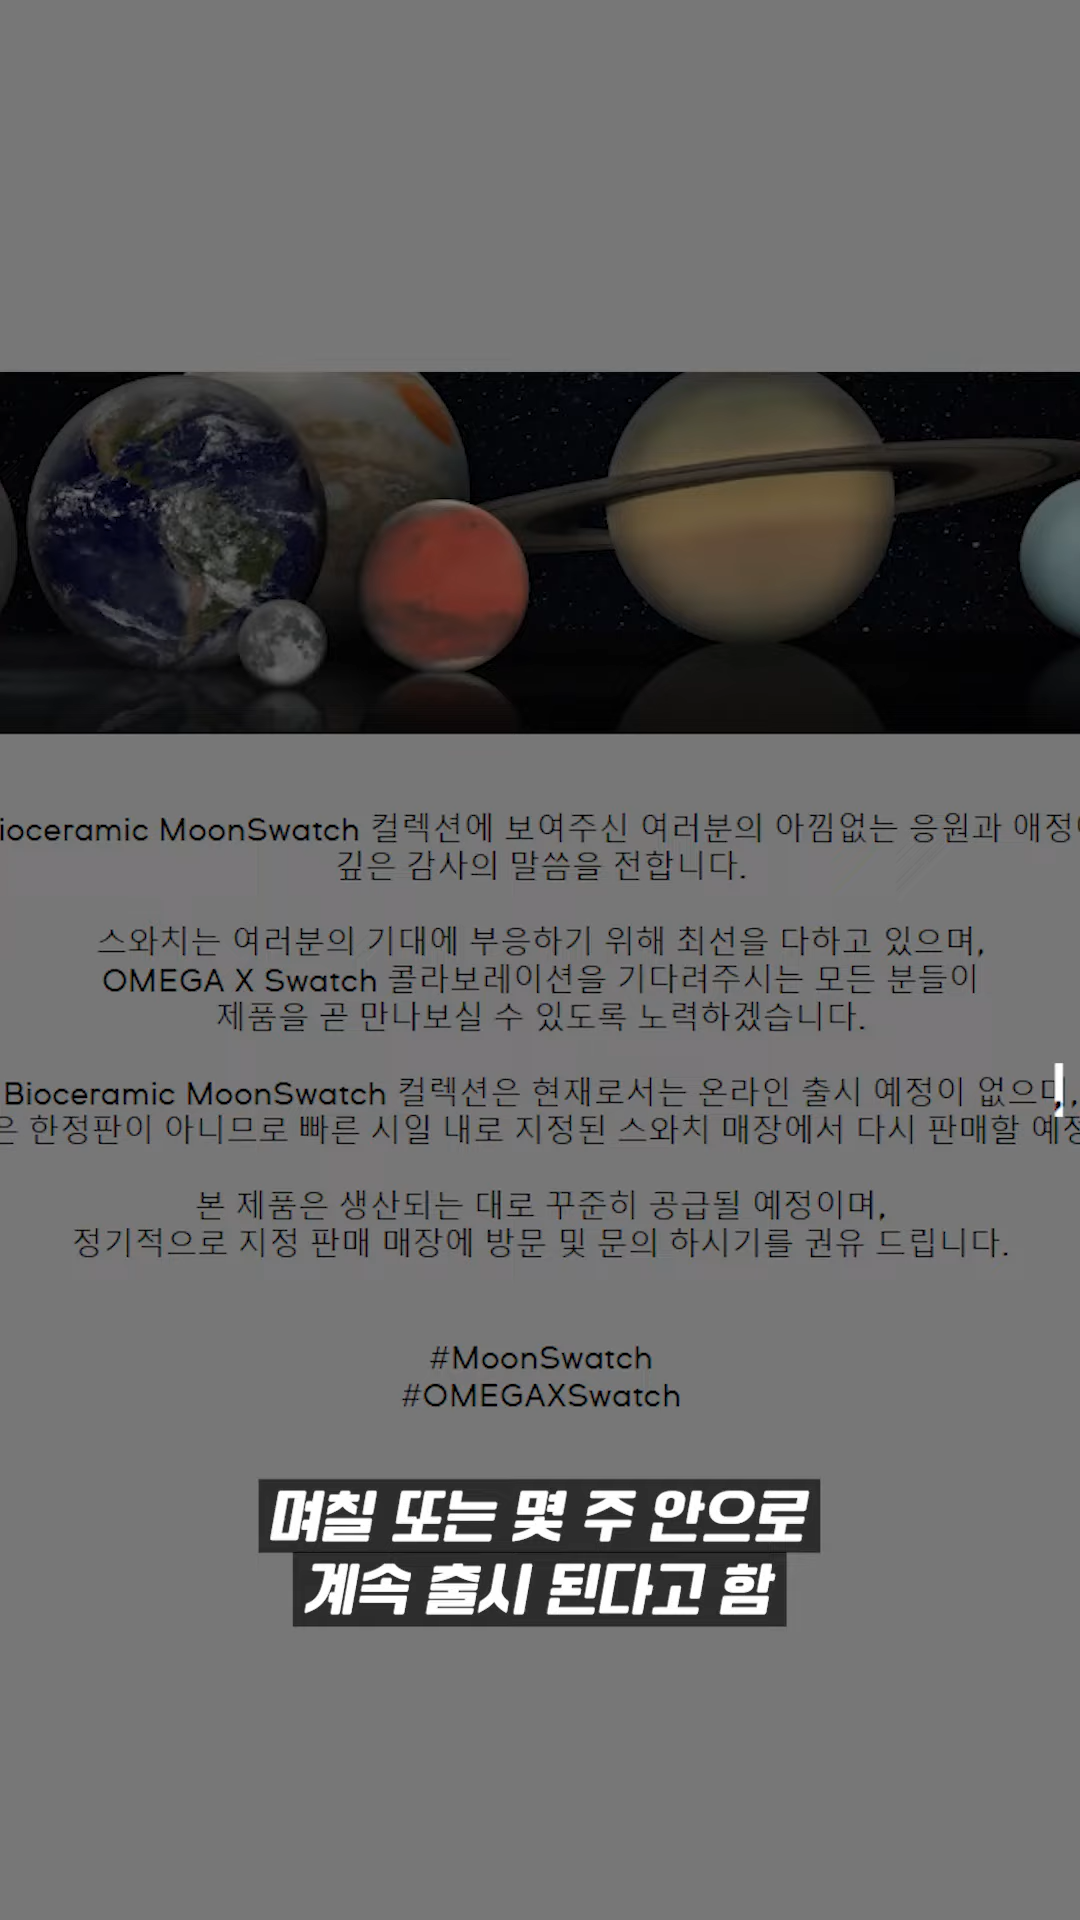 ioceramic MoonSwatch 컬렉션에 보여주신 여러분의 아낌없는 응원과 애정
깊은 감사의 말씀을 전합니다.
스와치는 여러분의 기대에 부응하기 위해 최선을 다하고 있으며,
OMEGA X Swatch 콜라보레이션을 기다려주시는 모든 분들이
제품을 곧 만나보실 수 있도록 노력하겠습니다.
Bioceramic MoonSwatch 컬렉션은 현재로서는 온라인 출시 예정이 없으며,
은 한정판이 아니므로 빠른 시일 내로 지정된 스와치 매장에서 다시 판매할 예정
본 제품은 생산되는 대로 꾸준히 공급될 예정이며,
정기적으로 지정 판매 매장에 방문 및 문의 하시기를 권유 드립니다.
#MoonSwatch
#OMEGAXSwatch
며칠 또는 몇 주 안으로
계속 출시 된다고 함